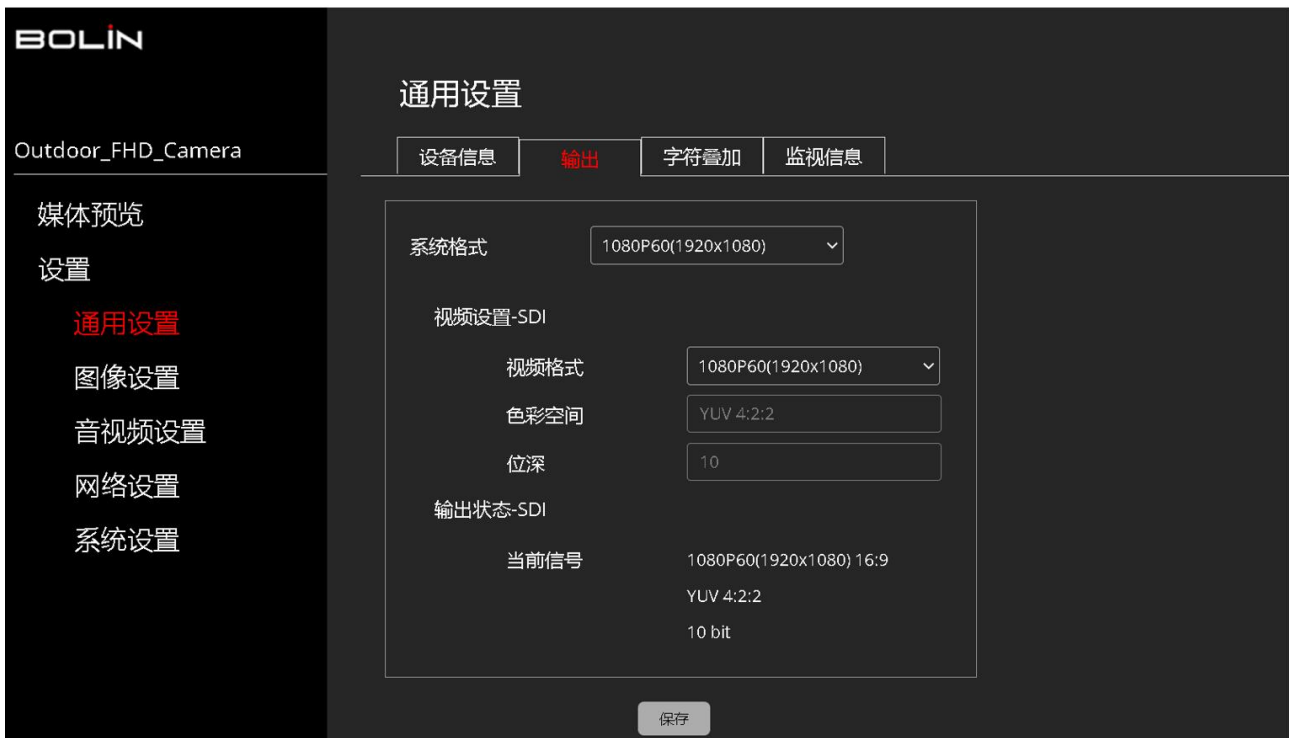 BOLIN
Outdoor_FHD_Camera
媒体预览
设置
通用设置
图像设置
音视频设置
网络设置
系统设置
通用设置
设备信息 输出 字符叠加 监视信息
系统格式 1080P60(1920x1080)
视频设置-SDI
视频格式 1080P60(1920x1080)
色彩空间 YUV 4:2:2
位深 10
输出状态-SDI
当前信号 1080P60(1920x1080) 16:9
YUV 4:2:2
10 bit
保存